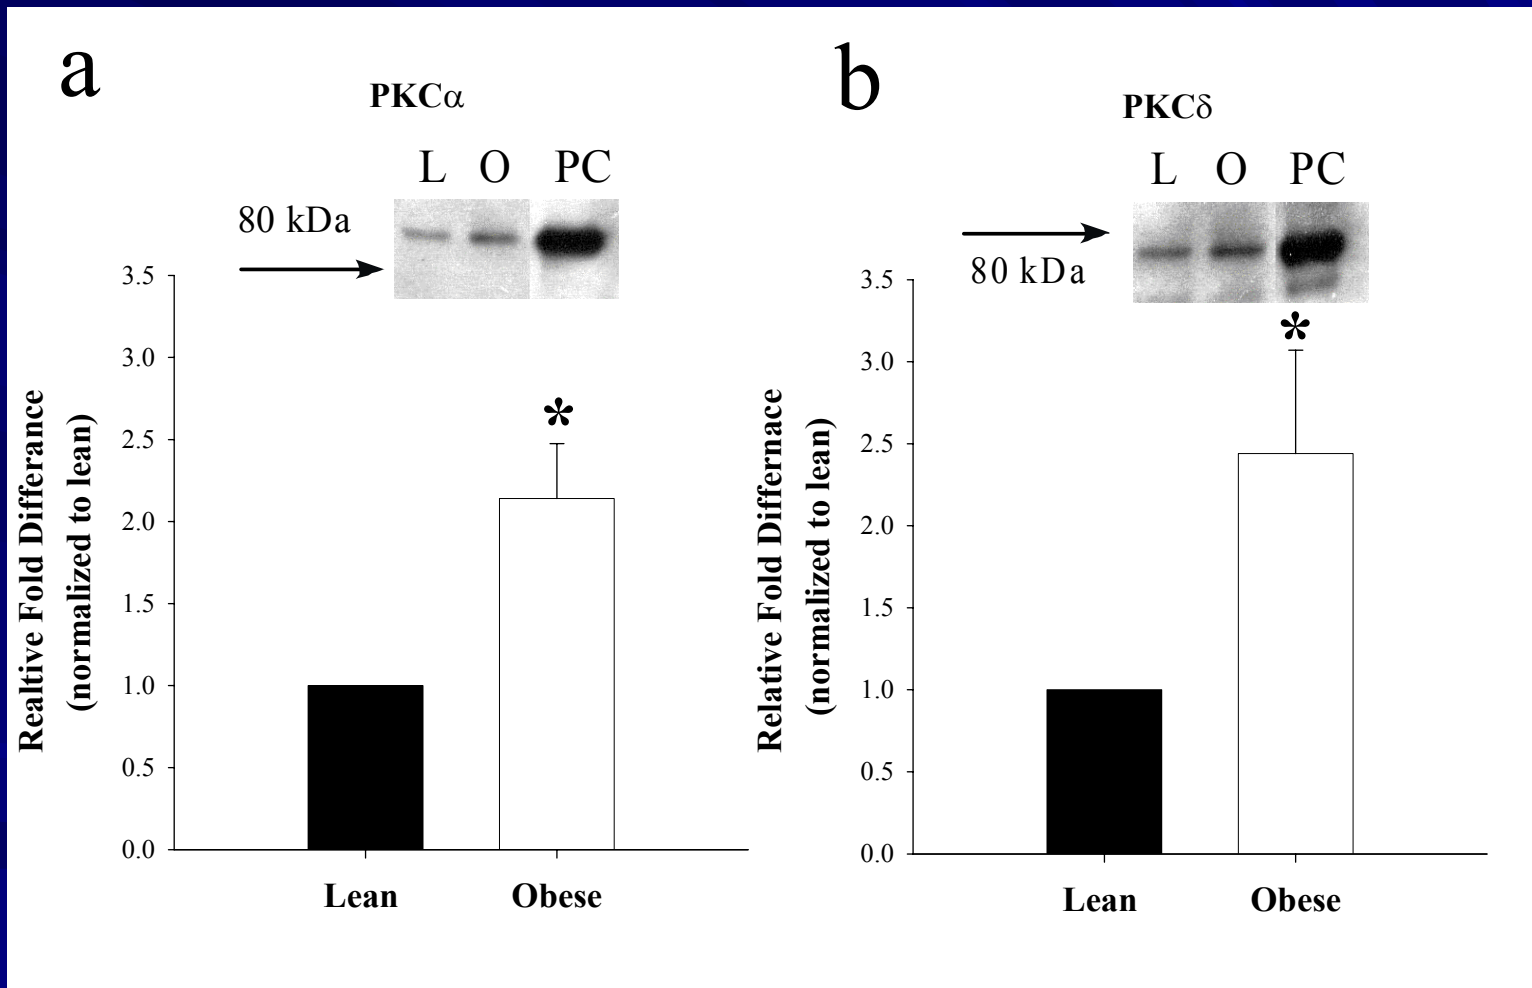 a
PKCα
L O PC
80 kDa
3.5
3.0
2.5
2.0
1.5
1.0
0.5
0.0
Realtive Fold Differance
(normalized to lean)
*
Lean Obese
b
PKCδ
L O PC
80 kDa
3.5
3.0
2.5
2.0
1.5
1.0
0.5
0.0
Relative Fold Differnace
(normalized to lean)
*
Lean Obese